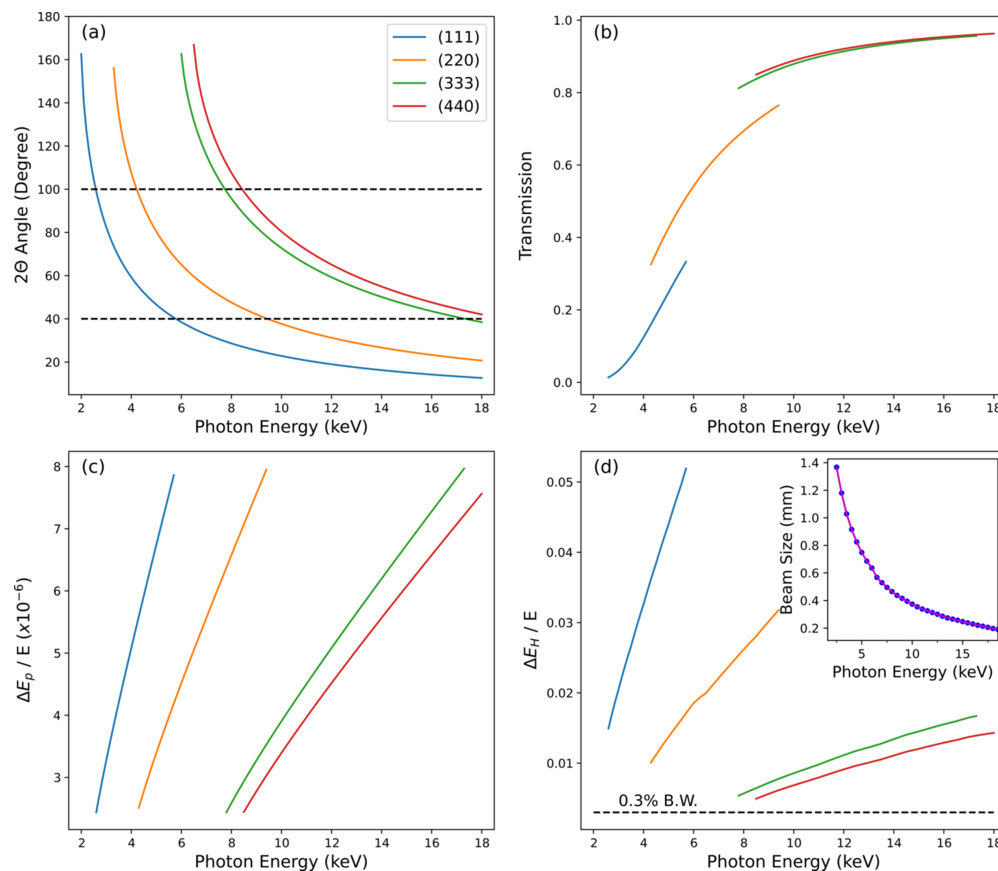 (a)
(111)
(220)
(333)
(440)
180
160
140
120
100
80
60
40
20
2 4 6 8 10 12 14 16 18
2Θ Angle (Degree)
Photon Energy (keV)
(b)
1.0
0.8
0.6
0.4
0.2
0.0
2 4 6 8 10 12 14 16 18
Transmission
Photon Energy (keV)
(c)
8
7
6
5
4
3
2 4 6 8 10 12 14 16 18
ΔEₚ / E (x10⁻⁶)
Photon Energy (keV)
(d)
0.05
0.04
0.03
0.02
0.01
2 4 6 8 10 12 14 16 18
ΔE_H / E
Photon Energy (keV)
0.3% B.W.
1.4
1.2
1.0
0.8
0.6
0.4
0.2
5 10 15
Beam Size (mm)
Photon Energy (keV)